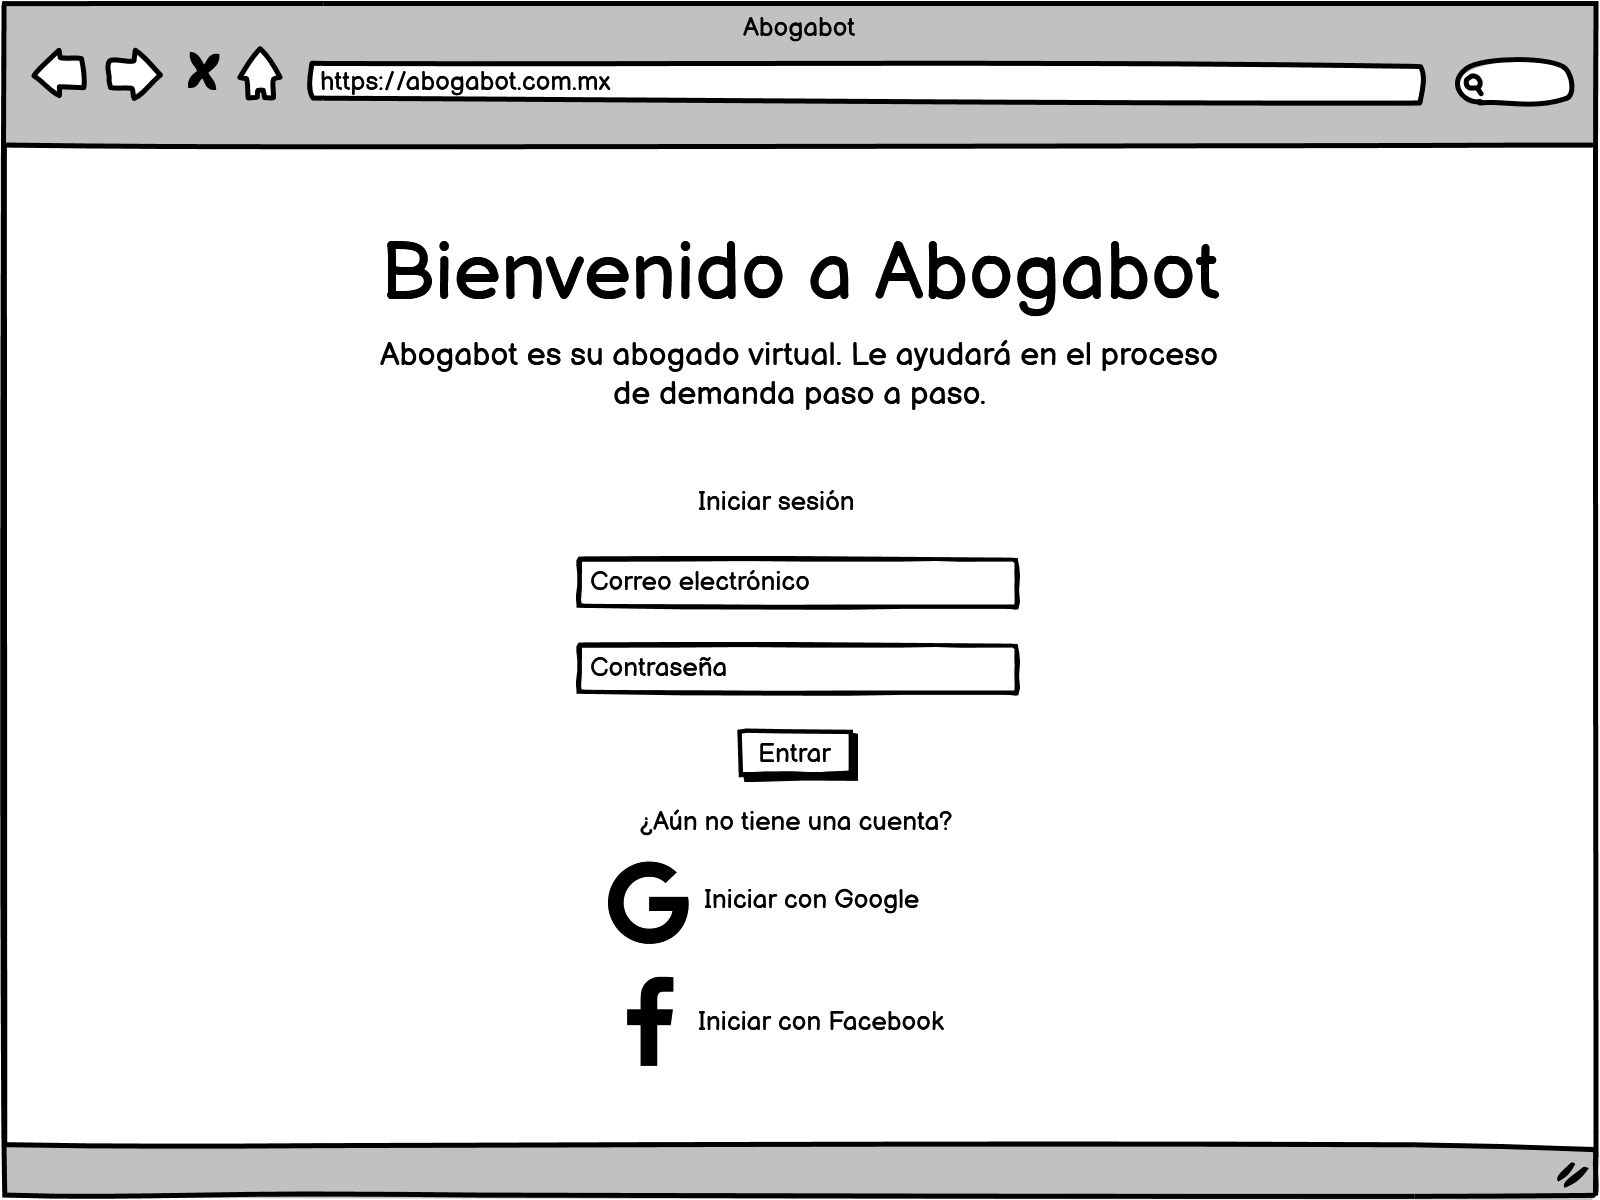 Abogabot
https://abogabot.com.mx
Bienvenido a Abogabot
Abogabot es su abogado virtual. Le ayudará en el proceso
de demanda paso a paso.
Iniciar sesión
Correo electrónico
Contraseña
Entrar
¿Aún no tiene una cuenta?
Iniciar con Google
Iniciar con Facebook